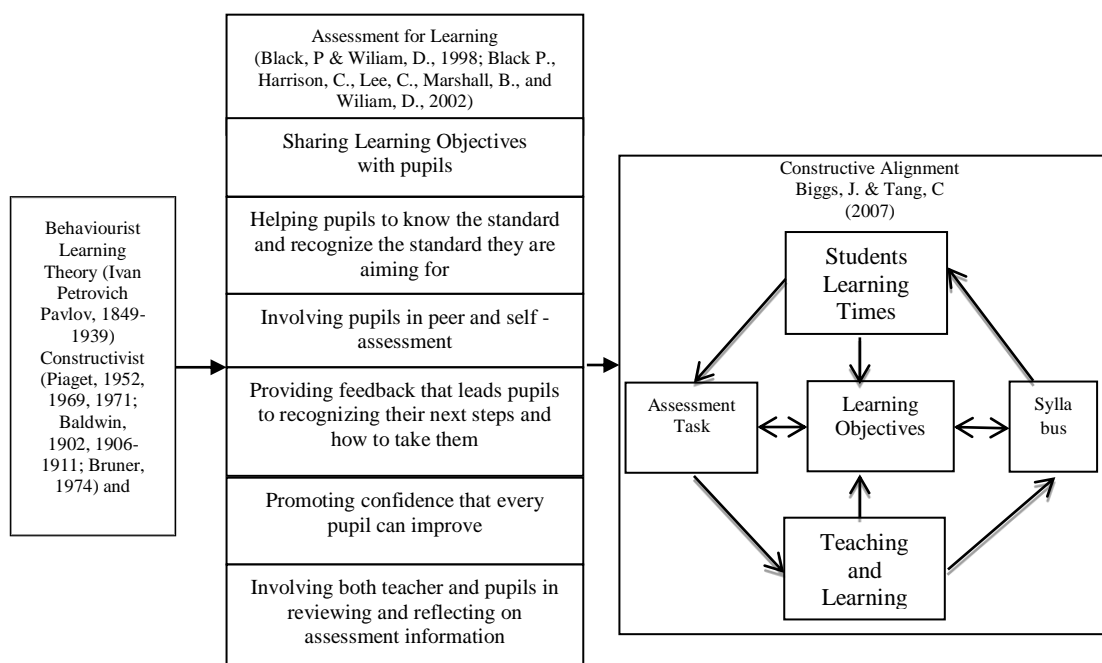 Behaviourist
Learning
Theory (Ivan
Petrovich
Pavlov, 1849-
1939)
Constructivist
(Piaget, 1952,
1969, 1971;
Baldwin,
1902, 1906-
1911; Bruner,
1974) and
Assessment for Learning
(Black, P & Wiliam, D., 1998; Black P.,
Harrison, C., Lee, C., Marshall, B., and
Wiliam, D., 2002)
Sharing Learning Objectives
with pupils
Helping pupils to know the standard
and recognize the standard they are
aiming for
Involving pupils in peer and self -
assessment
Providing feedback that leads pupils
to recognizing their next steps and
how to take them
Promoting confidence that every
pupil can improve
Involving both teacher and pupils in
reviewing and reflecting on
assessment information
Constructive Alignment
Biggs, J. & Tang, C
(2007)
Students
Learning
Times
Assessment
Task
Learning
Objectives
Sylla
bus
Teaching
and
Learning